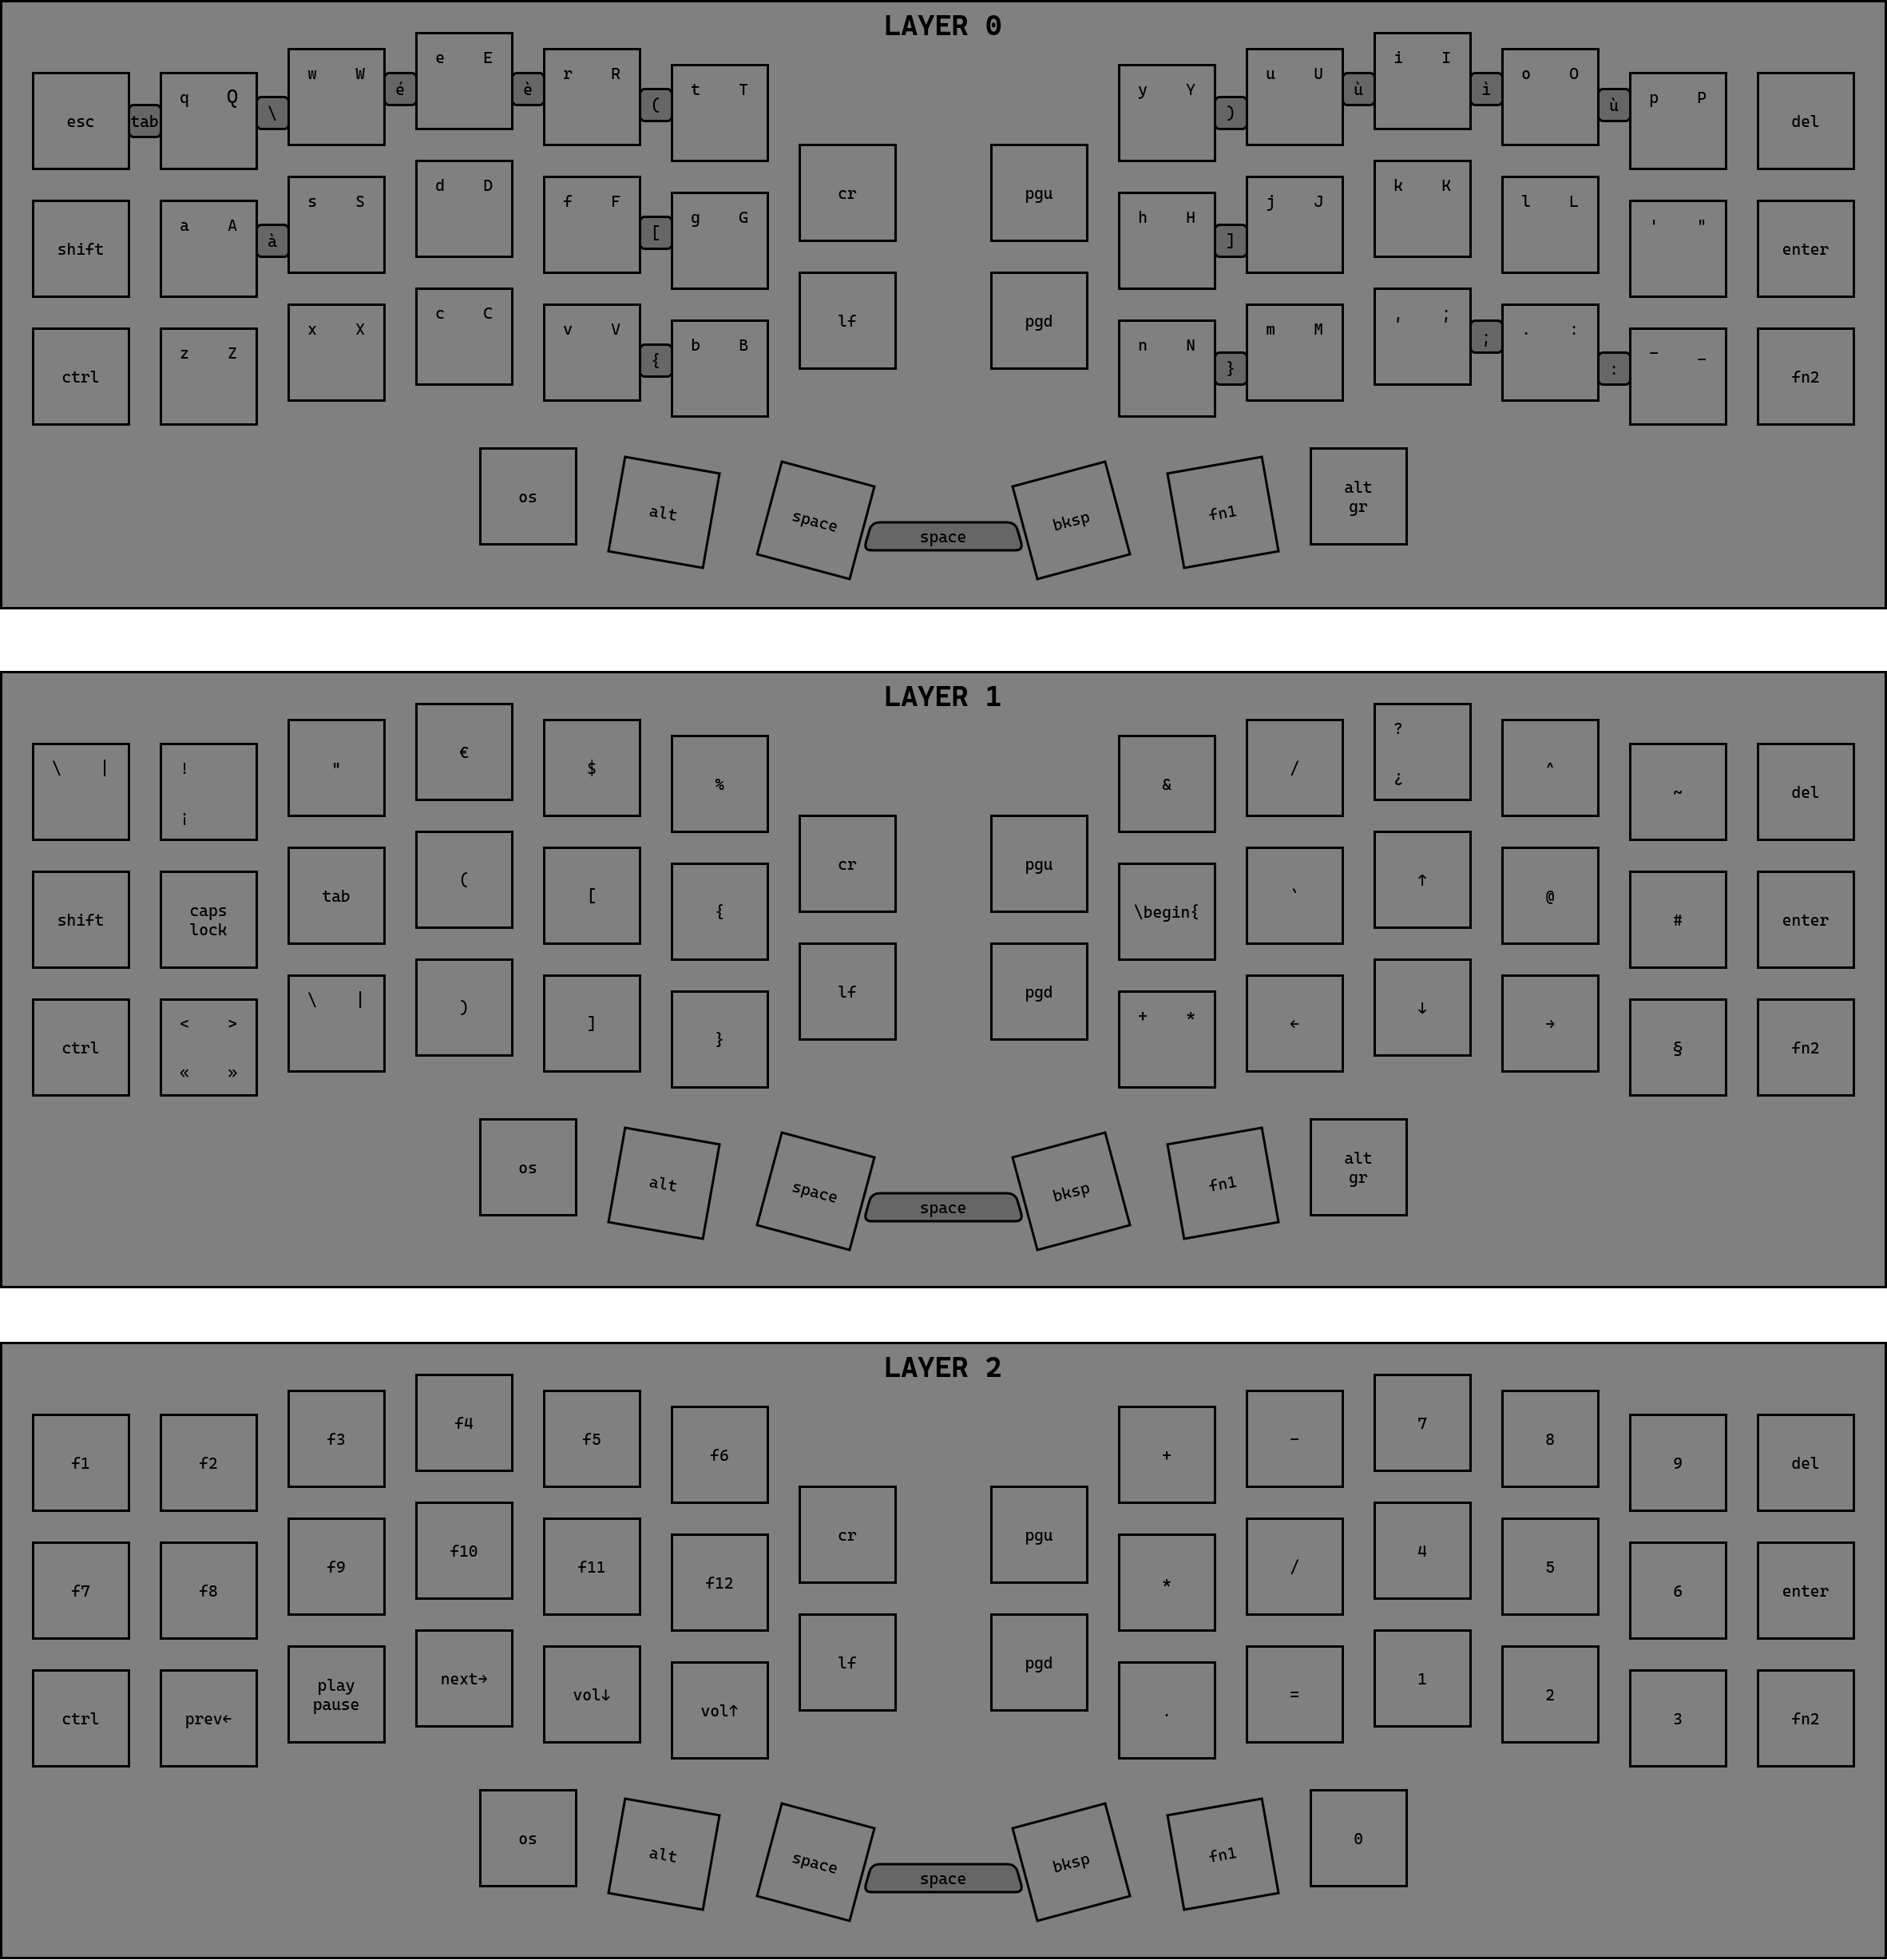 LAYER 0
esc tab q Q \ w W é e E è r R ( t T y Y ) u U ù i I ì o O ù p P del
shift a A à s S d D f F [ g G cr pgu h H ] j J k K l L ' " enter
ctrl z Z x X c C v V { b B lf pgd n N } m M , ; ; . : : - _ fn2
os alt space space bksp fn1 alt
gr
LAYER 1
\ | ! " € $ % & / ? ^ ~ del
¡ ¿
shift caps tab ( [ { cr pgu \begin{ ` ↑ @ # enter
lock
ctrl < > \ | ) ] } lf pgd + * ← ↓ → § fn2
« »
os alt space space bksp fn1 alt
gr
LAYER 2
f1 f2 f3 f4 f5 f6 + - 7 8 9 del
f7 f8 f9 f10 f11 f12 cr pgu * / 4 5 6 enter
ctrl prev← play next→ vol↓ vol↑ lf pgd . = 1 2 3 fn2
pause
os alt space space bksp fn1 0